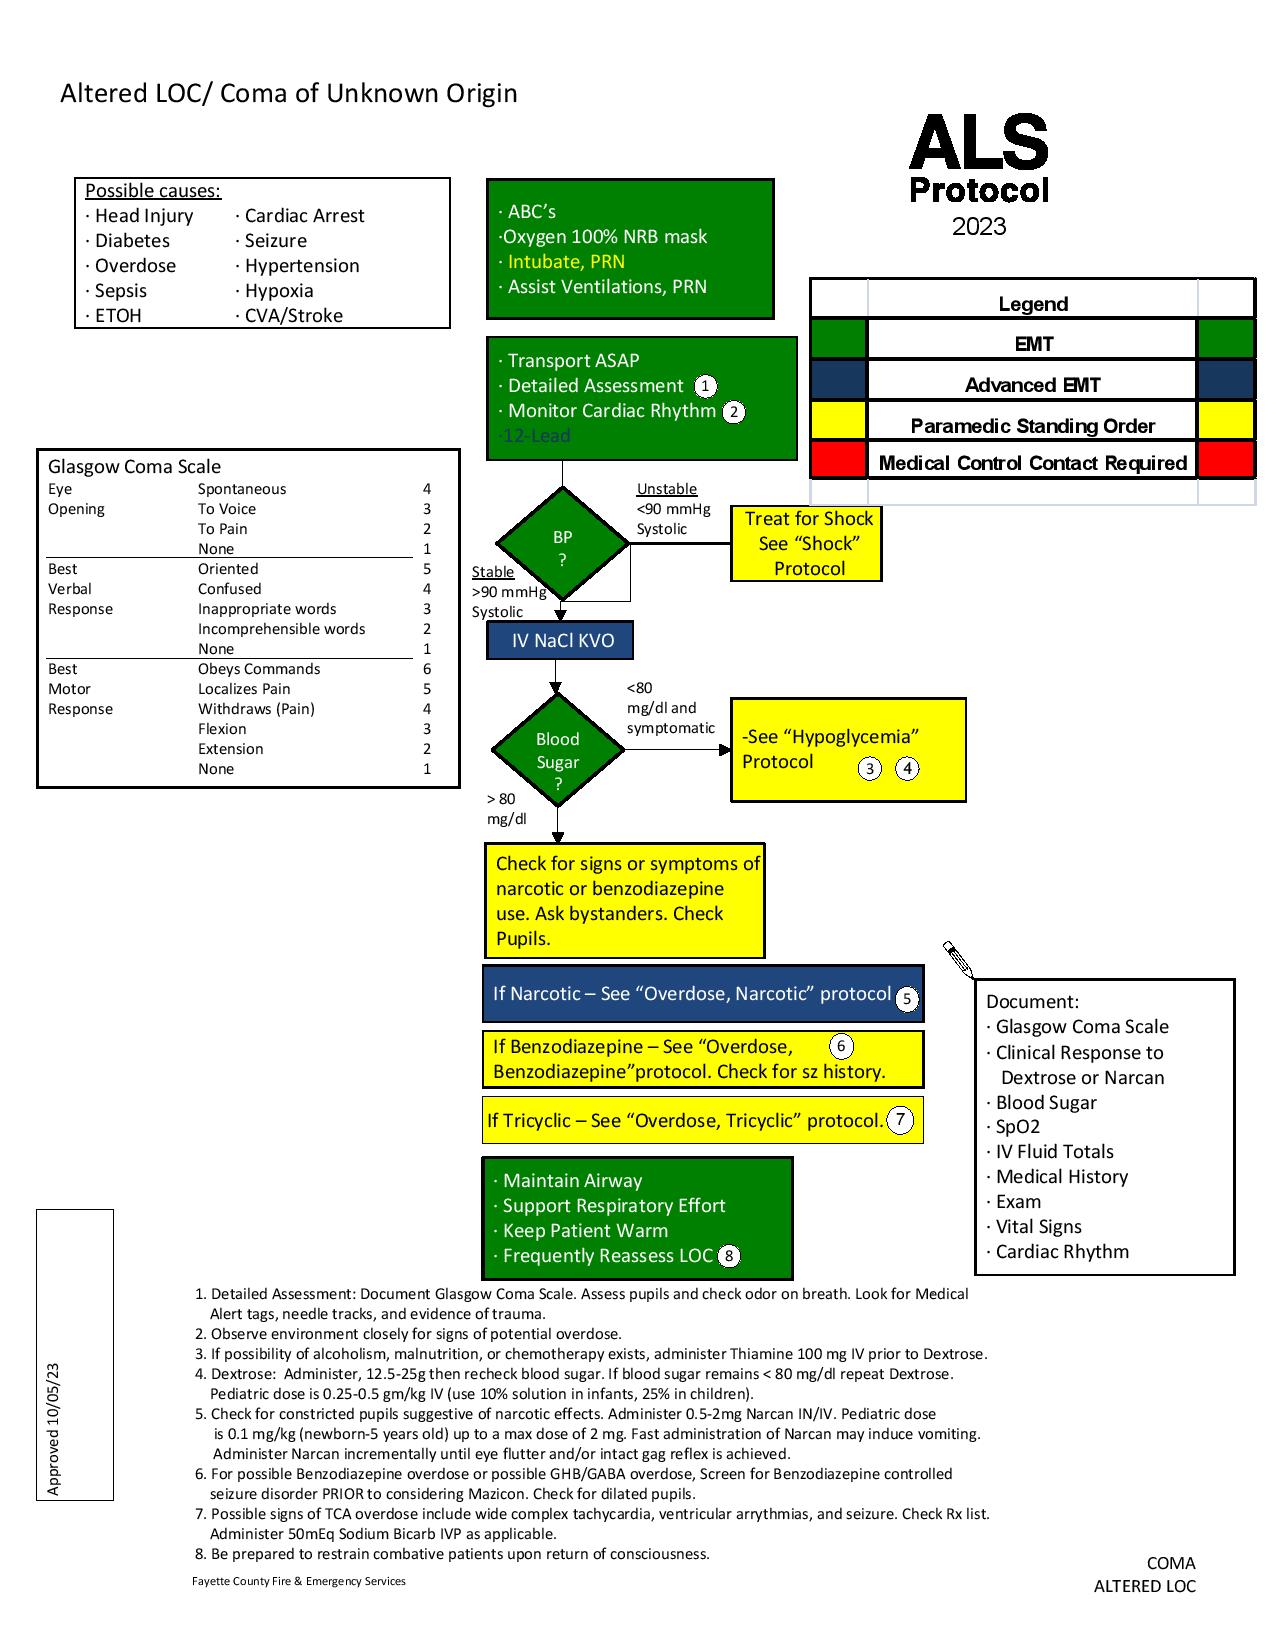 Altered LOC/ Coma of Unknown Origin
ALS
Protocol
2023
Possible causes:
· Head Injury · Cardiac Arrest
· Diabetes · Seizure
· Overdose · Hypertension
· Sepsis · Hypoxia
· ETOH · CVA/Stroke
· ABC's
·Oxygen 100% NRB mask
· Intubate, PRN
· Assist Ventilations, PRN
Legend
EMT
Advanced EMT
Paramedic Standing Order
Medical Control Contact Required
· Transport ASAP
· Detailed Assessment 1
· Monitor Cardiac Rhythm 2
·12-Lead
Glasgow Coma Scale
Eye Spontaneous 4
Opening To Voice 3
To Pain 2
None 1
Best Oriented 5
Verbal Confused 4
Response Inappropriate words 3
Incomprehensible words 2
None 1
Best Obeys Commands 6
Motor Localizes Pain 5
Response Withdraws (Pain) 4
Flexion 3
Extension 2
None 1
BP
?
Unstable
<90 mmHg
Systolic
Treat for Shock
See “Shock”
Protocol
Stable
>90 mmHg
Systolic
IV NaCl KVO
Blood
Sugar
?
<80
mg/dl and
symptomatic
-See “Hypoglycemia”
Protocol 3 4
> 80
mg/dl
Check for signs or symptoms of
narcotic or benzodiazepine
use. Ask bystanders. Check
Pupils.
If Narcotic – See “Overdose, Narcotic” protocol 5
If Benzodiazepine – See “Overdose, 6
Benzodiazepine”protocol. Check for sz history.
If Tricyclic – See “Overdose, Tricyclic” protocol. 7
· Maintain Airway
· Support Respiratory Effort
· Keep Patient Warm
· Frequently Reassess LOC 8
Document:
· Glasgow Coma Scale
· Clinical Response to
Dextrose or Narcan
· Blood Sugar
· SpO2
· IV Fluid Totals
· Medical History
· Exam
· Vital Signs
· Cardiac Rhythm
Approved 10/05/23
1. Detailed Assessment: Document Glasgow Coma Scale. Assess pupils and check odor on breath. Look for Medical
Alert tags, needle tracks, and evidence of trauma.
2. Observe environment closely for signs of potential overdose.
3. If possibility of alcoholism, malnutrition, or chemotherapy exists, administer Thiamine 100 mg IV prior to Dextrose.
4. Dextrose: Administer, 12.5-25g then recheck blood sugar. If blood sugar remains < 80 mg/dl repeat Dextrose.
Pediatric dose is 0.25-0.5 gm/kg IV (use 10% solution in infants, 25% in children).
5. Check for constricted pupils suggestive of narcotic effects. Administer 0.5-2mg Narcan IN/IV. Pediatric dose
is 0.1 mg/kg (newborn-5 years old) up to a max dose of 2 mg. Fast administration of Narcan may induce vomiting.
Administer Narcan incrementally until eye flutter and/or intact gag reflex is achieved.
6. For possible Benzodiazepine overdose or possible GHB/GABA overdose, Screen for Benzodiazepine controlled
seizure disorder PRIOR to considering Mazicon. Check for dilated pupils.
7. Possible signs of TCA overdose include wide complex tachycardia, ventricular arrythmias, and seizure. Check Rx list.
Administer 50mEq Sodium Bicarb IVP as applicable.
8. Be prepared to restrain combative patients upon return of consciousness.
Fayette County Fire & Emergency Services
COMA
ALTERED LOC